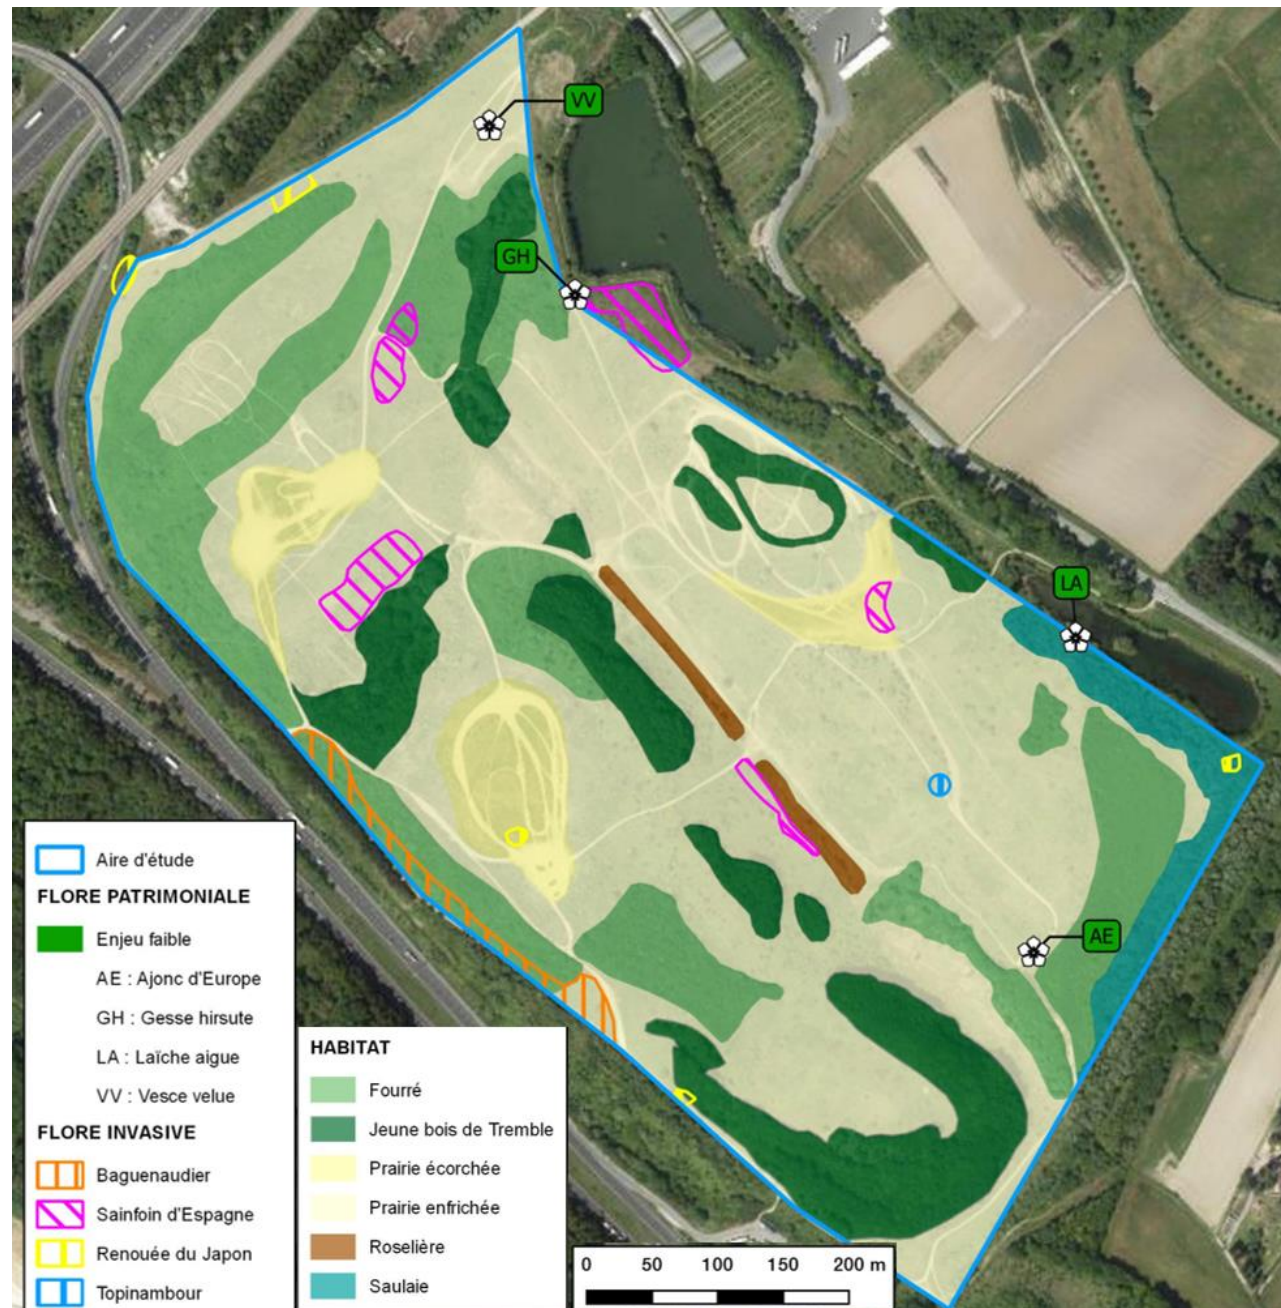 VV
GH
LA
AE
Aire d'étude
FLORE PATRIMONIALE
Enjeu faible
AE : Ajonc d'Europe
GH : Gesse hirsute
LA : Laïche aigue
VV : Vesce velue
FLORE INVASIVE
Baguenaudier
Sainfoin d'Espagne
Renouée du Japon
Topinambour
HABITAT
Fourré
Jeune bois de Tremble
Prairie écorchée
Prairie enfrichée
Roselière
Saulaie
0 50 100 150 200 m